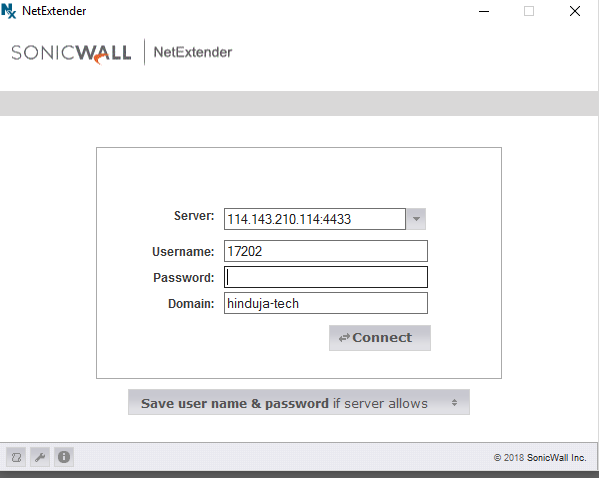 NetExtender
SONICWALL NetExtender
Server: 114.143.210.114:4433
Username: 17202
Password:
Domain: hinduja-tech
Connect
Save user name & password if server allows
© 2018 SonicWall Inc.